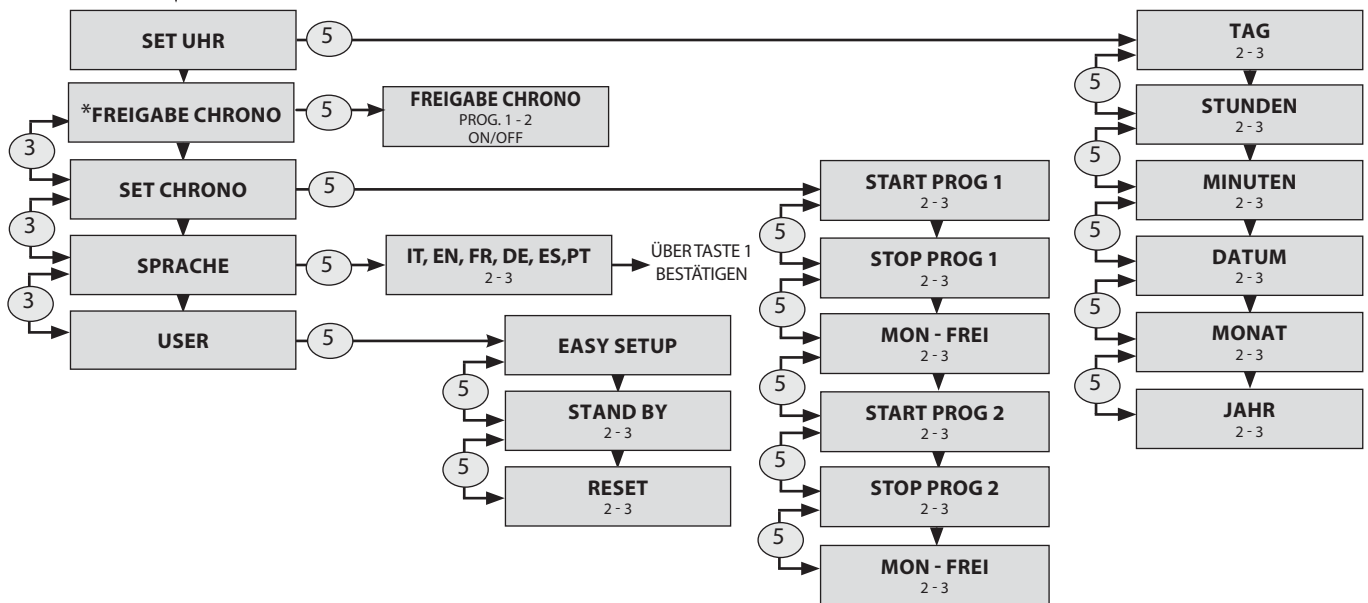 SET UHR
5
*FREIGABE CHRONO
5
FREIGABE CHRONO
PROG. 1 - 2
ON/OFF
3
SET CHRONO
5
3
SPRACHE
5
IT, EN, FR, DE, ES,PT
2 - 3
ÜBER TASTE 1
BESTÄTIGEN
3
USER
5
EASY SETUP
5
STAND BY
2 - 3
5
RESET
2 - 3
START PROG 1
2 - 3
5
STOP PROG 1
2 - 3
5
MON - FREI
2 - 3
5
START PROG 2
2 - 3
5
STOP PROG 2
2 - 3
5
MON - FREI
2 - 3
TAG
2 - 3
5
STUNDEN
2 - 3
5
MINUTEN
2 - 3
5
DATUM
2 - 3
5
MONAT
2 - 3
5
JAHR
2 - 3